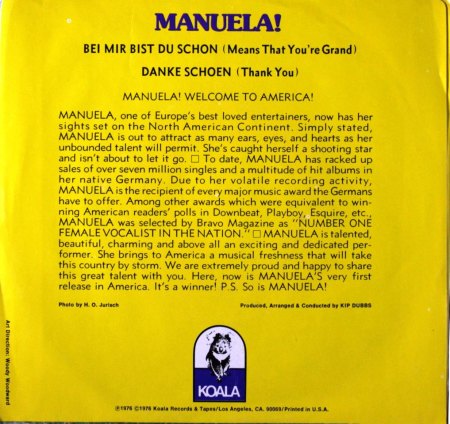 MANUELA!
BEI MIR BIST DU SCHON (Means That You're Grand)
DANKE SCHOEN (Thank You)
MANUELA! WELCOME TO AMERICA!
MANUELA, one of Europe's best loved entertainers, now has her
sights set on the North American Continent. Simply stated,
MANUELA is out to attract as many ears, eyes, and hearts as her
unbounded talent will permit. She's caught herself a shooting star
and isn't about to let it go. □ To date, MANUELA has racked up
sales of over seven million singles and a multitude of hit albums in
her native Germany. Due to her volatile recording activity,
MANUELA is the recipient of every major music award the Germans
have to offer. Among other awards which were equivalent to win-
ning American readers' polls in Downbeat, Playboy, Esquire, etc.,
MANUELA was selected by Bravo Magazine as "NUMBER ONE
FEMALE VOCALIST IN THE NATION." □ MANUELA is talented,
beautiful, charming and above all an exciting and dedicated per-
former. She brings to America a musical freshness that will take
this country by storm. We are extremely proud and happy to share
this great talent with you. Here, now is MANUELA'S very first
release in America. It's a winner! P.S. So is MANUELA!
Photo by H. O. Jurisch
Produced, Arranged & Conducted by KIP DUBBS
Art Direction: Woody Woodward
KOALA
℗1976 ©1976 Koala Records & Tapes/Los Angeles, CA. 90069/Printed in U.S.A.